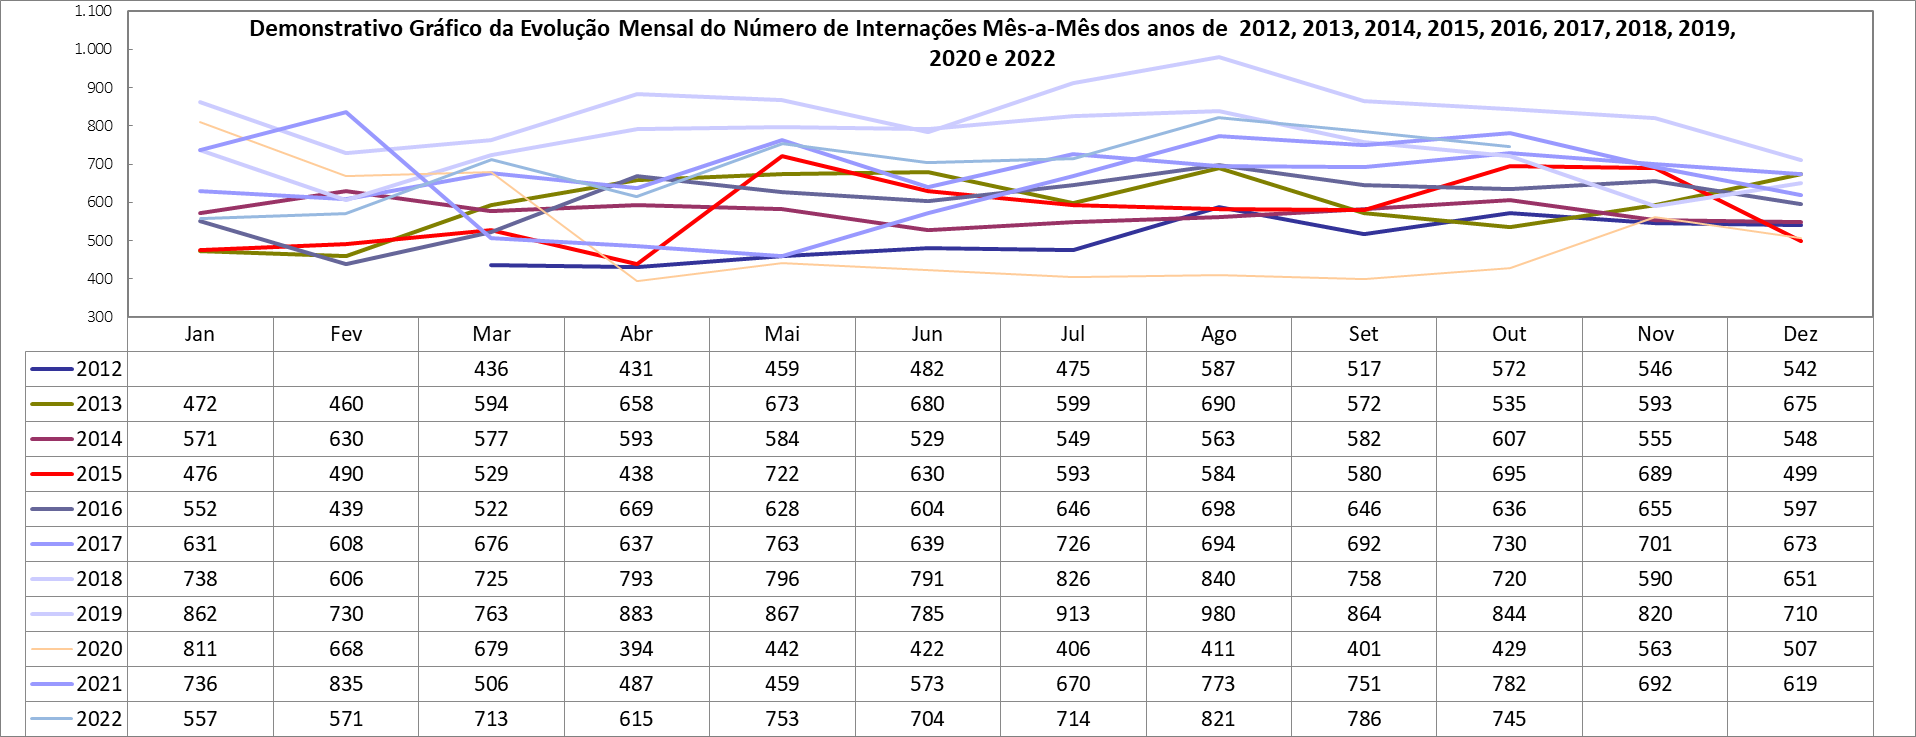 Demonstrativo Gráfico da Evolução Mensal do Número de Internações Mês-a-Mês dos anos de 2012, 2013, 2014, 2015, 2016, 2017, 2018, 2019,
2020 e 2022
1.100
1.000
900
800
700
600
500
400
300
Jan Fev Mar Abr Mai Jun Jul Ago Set Out Nov Dez
2012 436 431 459 482 475 587 517 572 546 542
2013 472 460 594 658 673 680 599 690 572 535 593 675
2014 571 630 577 593 584 529 549 563 582 607 555 548
2015 476 490 529 438 722 630 593 584 580 695 689 499
2016 552 439 522 669 628 604 646 698 646 636 655 597
2017 631 608 676 637 763 639 726 694 692 730 701 673
2018 738 606 725 793 796 791 826 840 758 720 590 651
2019 862 730 763 883 867 785 913 980 864 844 820 710
2020 811 668 679 394 442 422 406 411 401 429 563 507
2021 736 835 506 487 459 573 670 773 751 782 692 619
2022 557 571 713 615 753 704 714 821 786 745